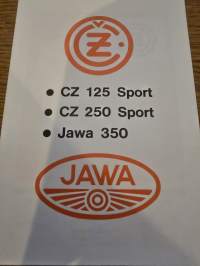 ČZ
● CZ 125 Sport
● CZ 250 Sport
● Jawa 350
JAWA